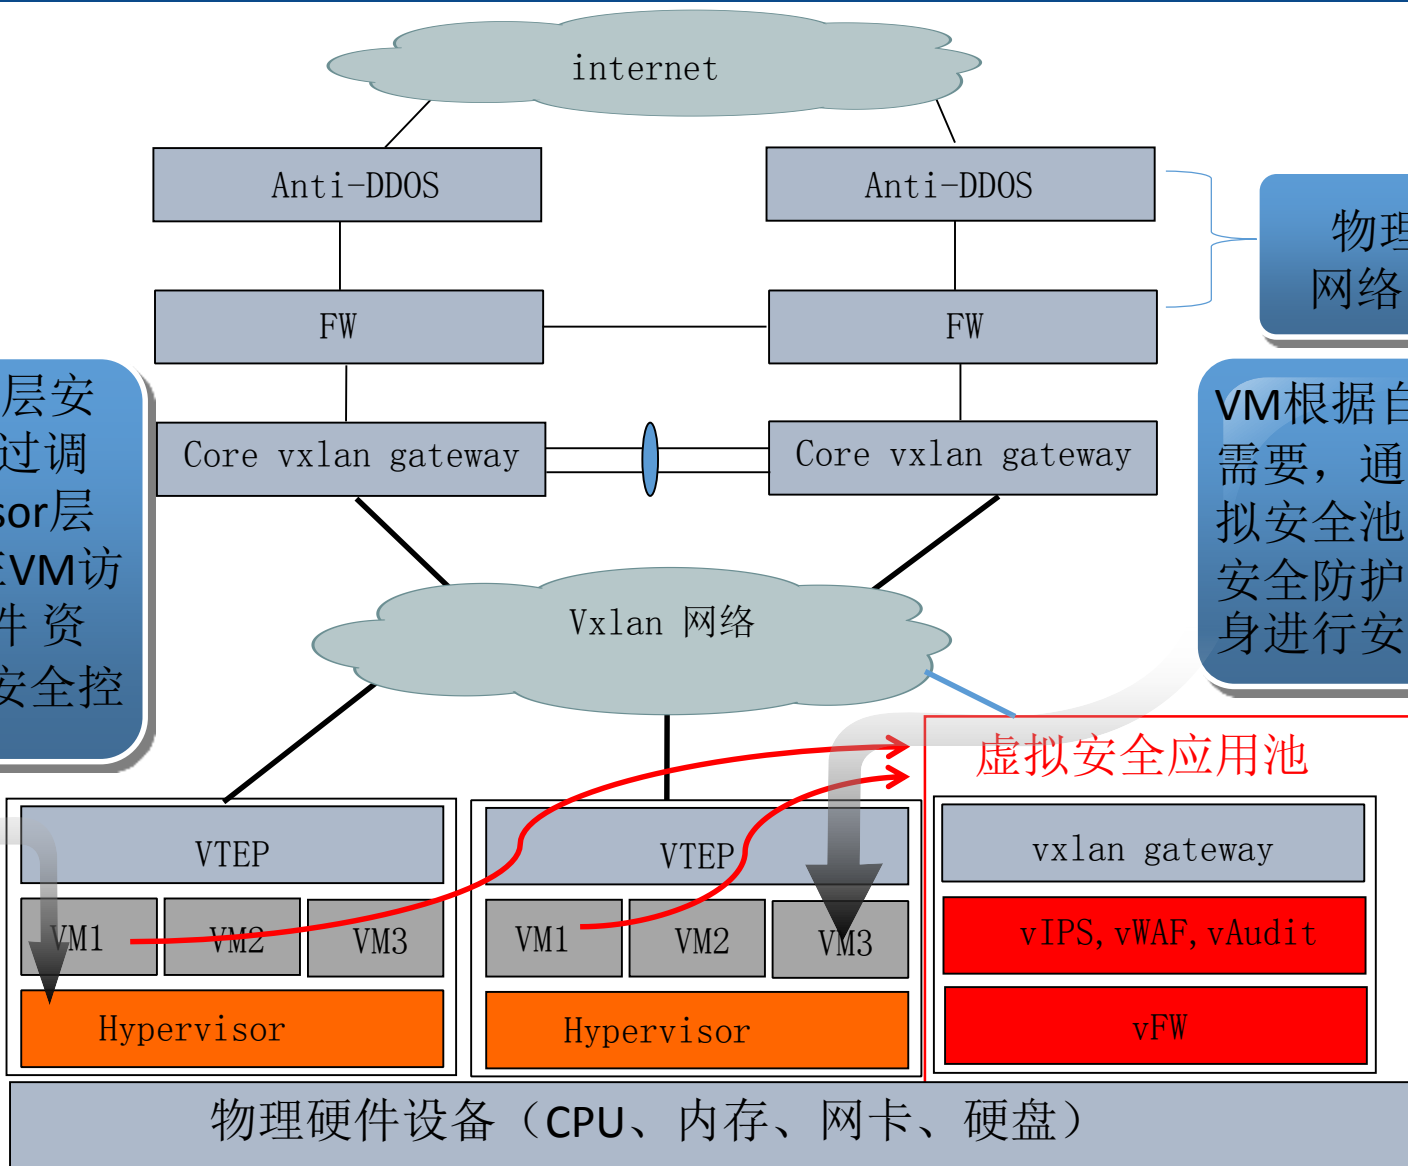 internet
Anti-DDOS
Anti-DDOS
物理
网络
FW
FW
层安
过调
sor层
VM访
件 资
安全控
VM根据自
需要，通
拟安全池
安全防护
身进行安
Core vxlan gateway
Core vxlan gateway
Vxlan 网络
虚拟安全应用池
VTEP
VTEP
vxlan gateway
VM1
VM2
VM3
VM1
VM2
VM3
vIPS,vWAF,vAudit
Hypervisor
Hypervisor
vFW
物理硬件设备（CPU、内存、网卡、硬盘）